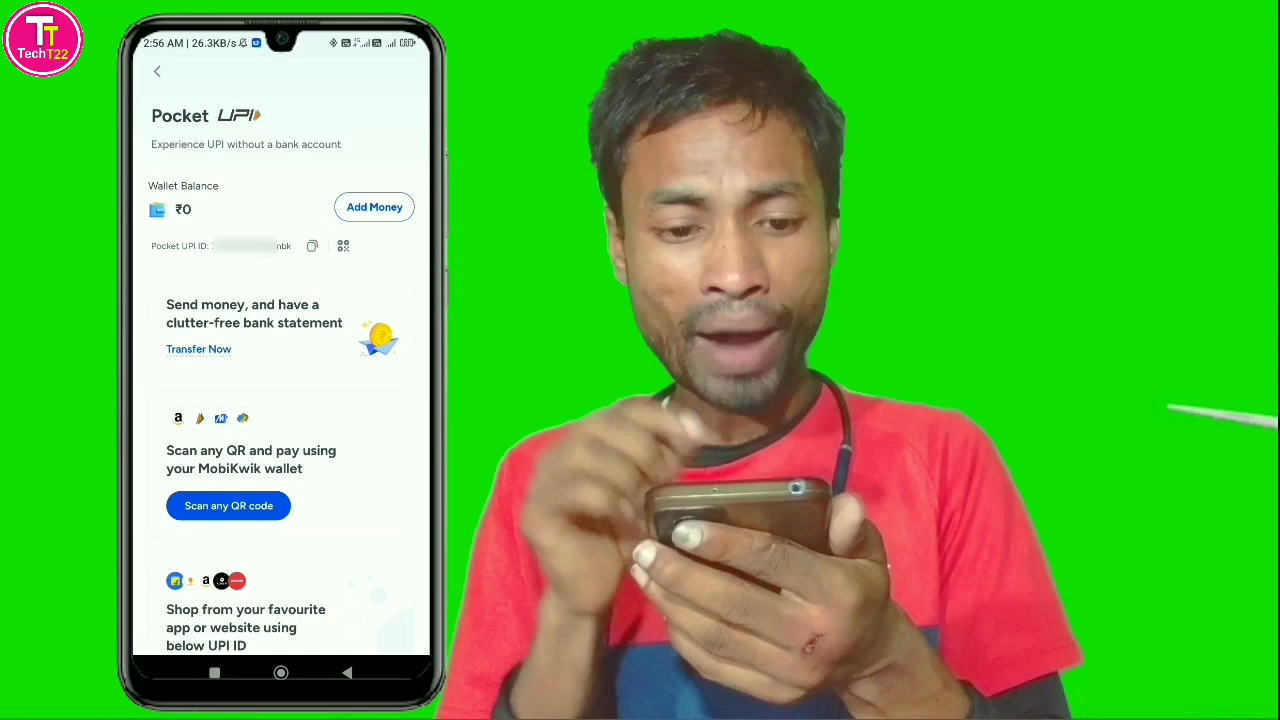 TT
TechT22
2:56 AM | 26.3KB/s
Pocket UPI
Experience UPI without a bank account
Wallet Balance
₹0
Add Money
Pocket UPI ID:
mbk
Send money, and have a
clutter-free bank statement
Transfer Now
Scan any QR and pay using
your MobiKwik wallet
Scan any QR code
Shop from your favourite
app or website using
below UPI ID